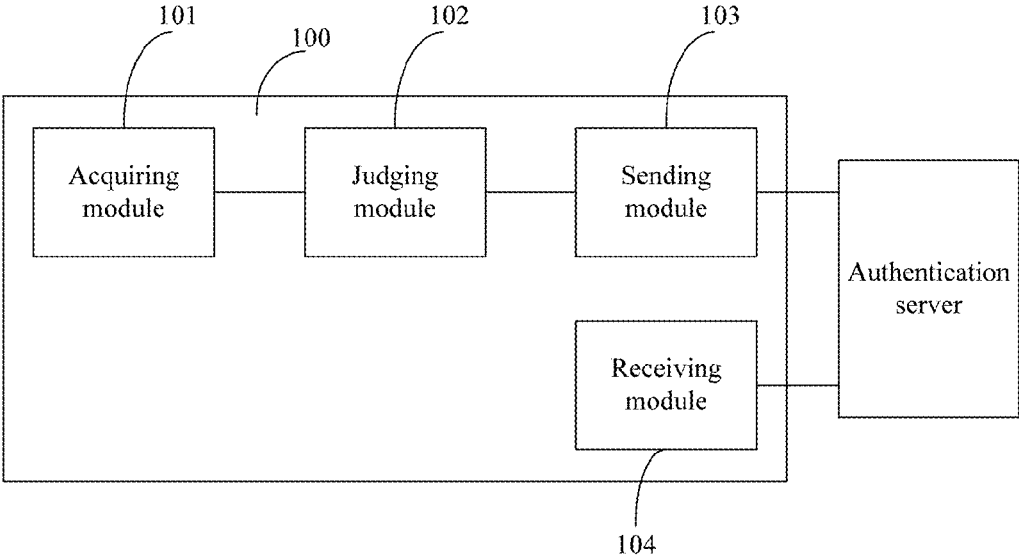 101
100
102
103
Acquiring
module
Judging
module
Sending
module
Authentication
server
Receiving
module
104